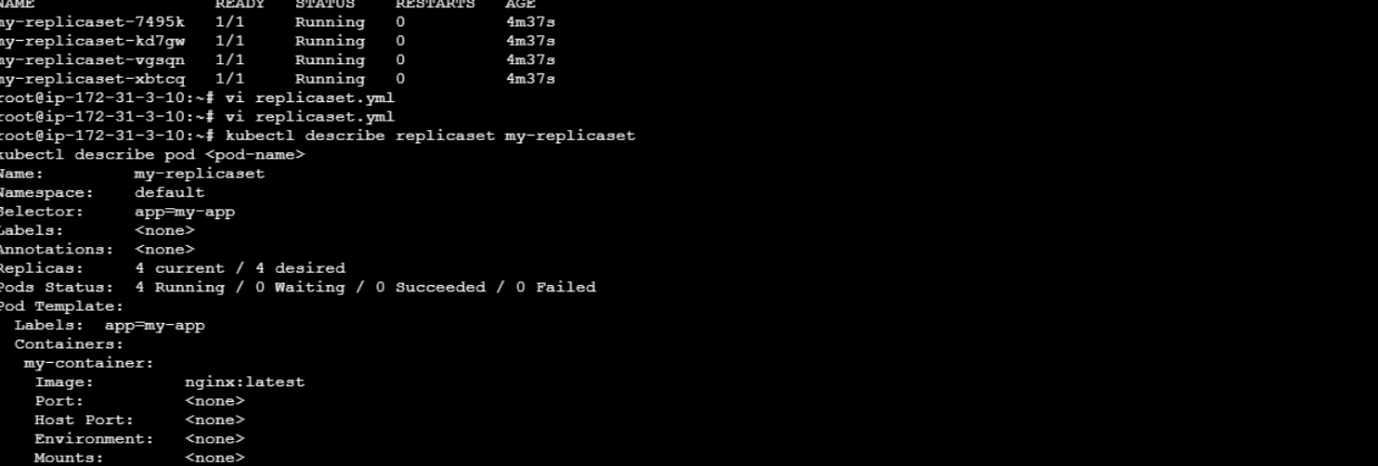 NAME READY STATUS RESTARTS AGE
my-replicaset-7495k 1/1 Running 0 4m37s
my-replicaset-kd7gw 1/1 Running 0 4m37s
my-replicaset-vgsqn 1/1 Running 0 4m37s
my-replicaset-xbtcq 1/1 Running 0 4m37s
root@ip-172-31-3-10:~# vi replicaset.yml
root@ip-172-31-3-10:~# vi replicaset.yml
root@ip-172-31-3-10:~# kubectl describe replicaset my-replicaset
kubectl describe pod <pod-name>
Name: my-replicaset
Namespace: default
Selector: app=my-app
Labels: <none>
Annotations: <none>
Replicas: 4 current / 4 desired
Pods Status: 4 Running / 0 Waiting / 0 Succeeded / 0 Failed
Pod Template:
Labels: app=my-app
Containers:
my-container:
Image: nginx:latest
Port: <none>
Host Port: <none>
Environment: <none>
Mounts: <none>